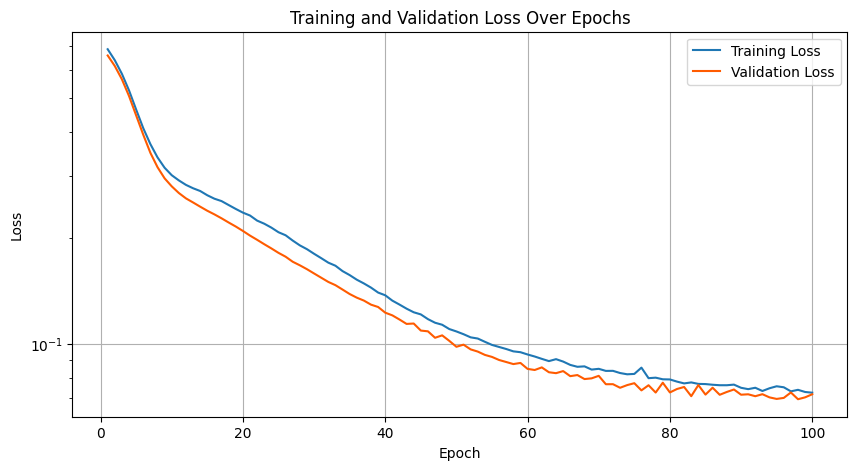 Training and Validation Loss Over Epochs
Training Loss
Validation Loss
Loss
10⁻¹
0 20 40 60 80 100
Epoch